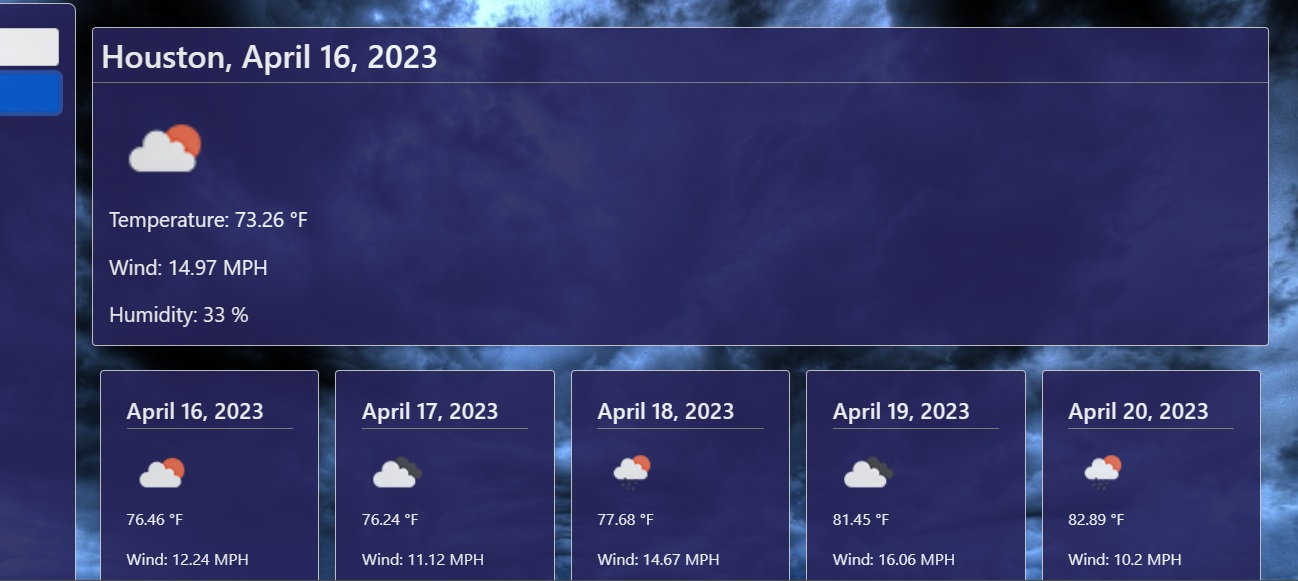 Houston, April 16, 2023
Temperature: 73.26 °F
Wind: 14.97 MPH
Humidity: 33 %
April 16, 2023
76.46 °F
Wind: 12.24 MPH
April 17, 2023
76.24 °F
Wind: 11.12 MPH
April 18, 2023
77.68 °F
Wind: 14.67 MPH
April 19, 2023
81.45 °F
Wind: 16.06 MPH
April 20, 2023
82.89 °F
Wind: 10.2 MPH